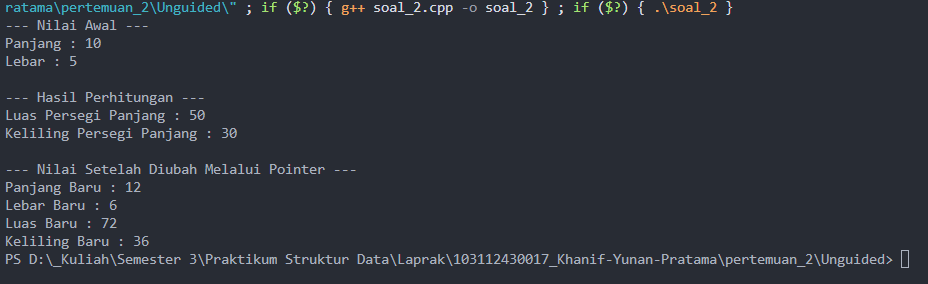 ratama\pertemuan_2\Unguided\" ; if ($?) { g++ soal_2.cpp -o soal_2 } ; if ($?) { .\soal_2 }
--- Nilai Awal ---
Panjang : 10
Lebar : 5
--- Hasil Perhitungan ---
Luas Persegi Panjang : 50
Keliling Persegi Panjang : 30
--- Nilai Setelah Diubah Melalui Pointer ---
Panjang Baru : 12
Lebar Baru : 6
Luas Baru : 72
Keliling Baru : 36
PS D:\_Kuliah\Semester 3\Praktikum Struktur Data\Laprak\103112430017_Khanif-Yunan-Pratama\pertemuan_2\Unguided>